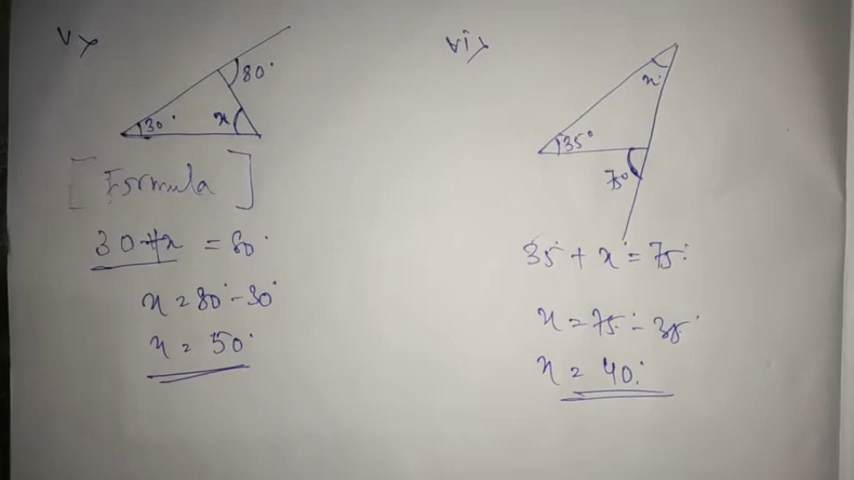 v>
80°
30°
x
[Formula]
30+x = 80°
x = 80° - 30°
x = 50°
vi>
x
35°
75°
35° + x = 75°
x = 75° - 35°
x = 40°